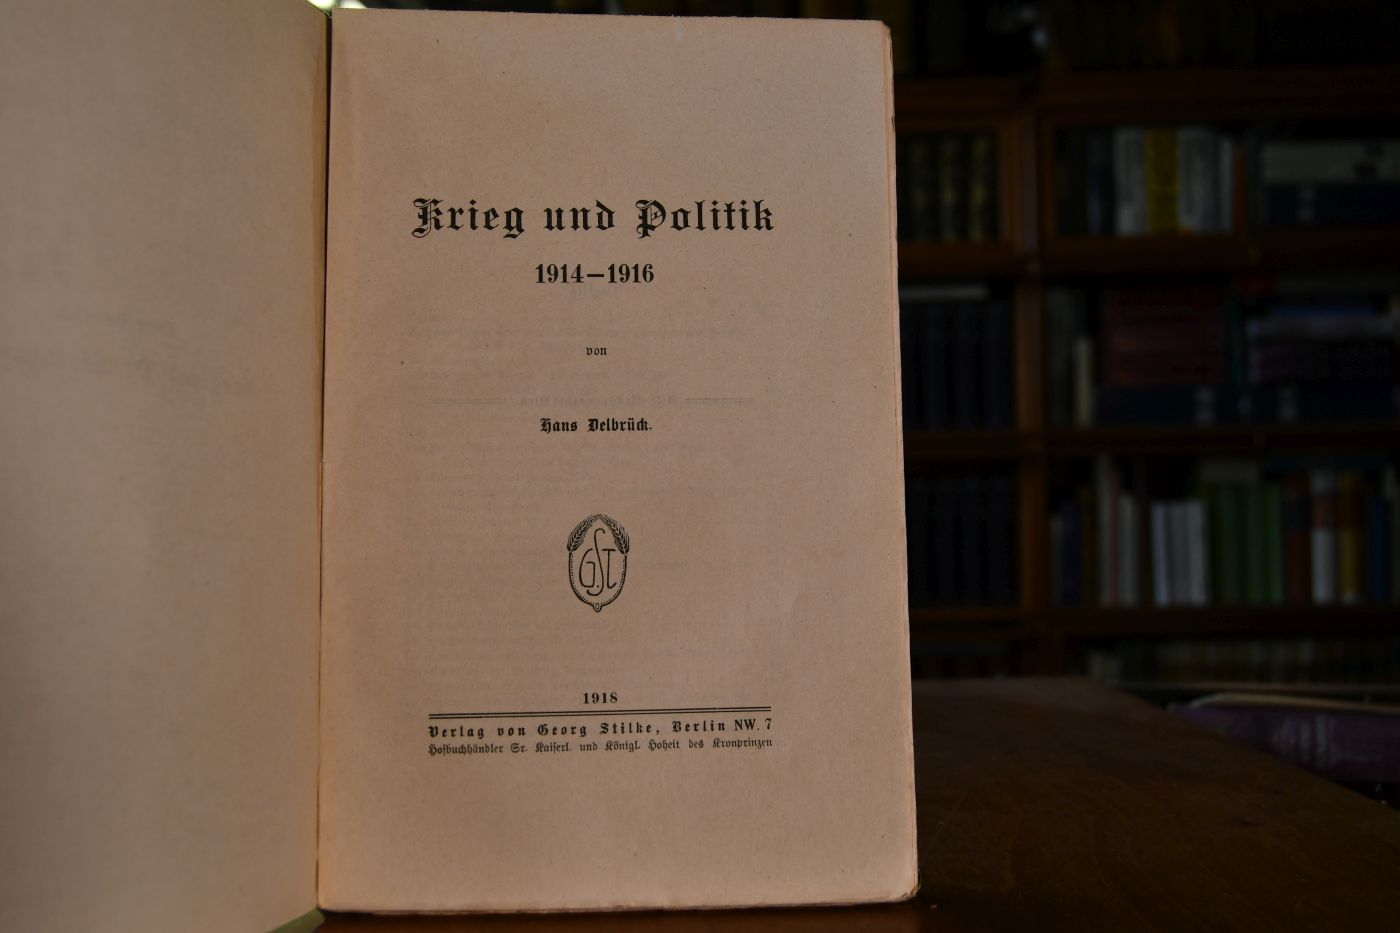 Krieg und Politik
1914—1916
von
Hans Delbrück.
G.St
1918
Verlag von Georg Stilke, Berlin NW. 7
Hofbuchhändler Sr. Kaiserl. und Königl. Hoheit des Kronprinzen